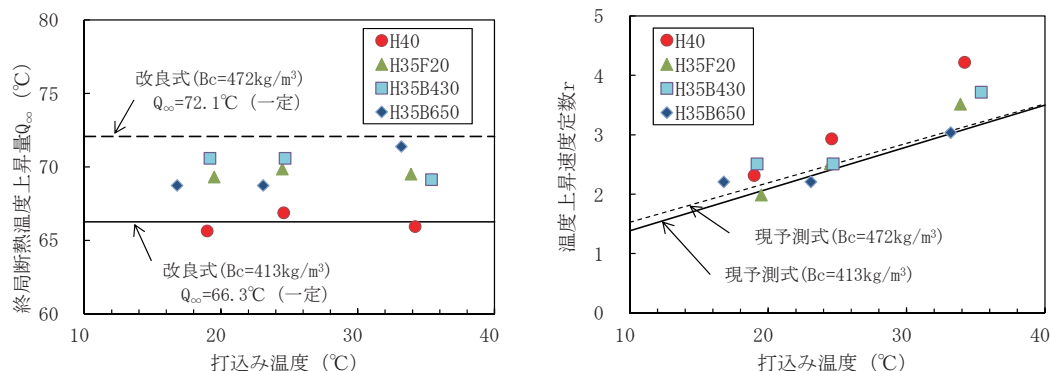 終局断熱温度上昇量Q∞ (℃)
80
75
70
65
60
H40
H35F20
H35B430
H35B650
改良式(Bc=472kg/m³)
Q∞=72.1℃ (一定)
改良式(Bc=413kg/m³)
Q∞=66.3℃ (一定)
10 20 30 40
打込み温度 (℃)
温度上昇速度定数r
5
4
3
2
1
0
H40
H35F20
H35B430
H35B650
現予測式(Bc=472kg/m³)
現予測式(Bc=413kg/m³)
10 20 30 40
打込み温度 (℃)